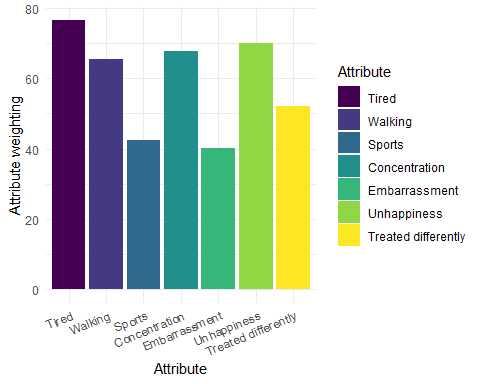 80
60
40
20
0
Attribute weighting
Tired
Walking
Sports
Concentration
Embarrassment
Unhappiness
Treated differently
Attribute
Attribute
Tired
Walking
Sports
Concentration
Embarrassment
Unhappiness
Treated differently